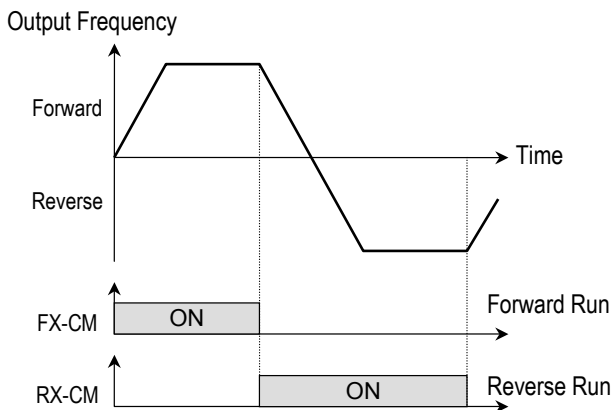 Output Frequency
Forward
Time
Reverse
FX-CM
ON
Forward Run
RX-CM
ON
Reverse Run